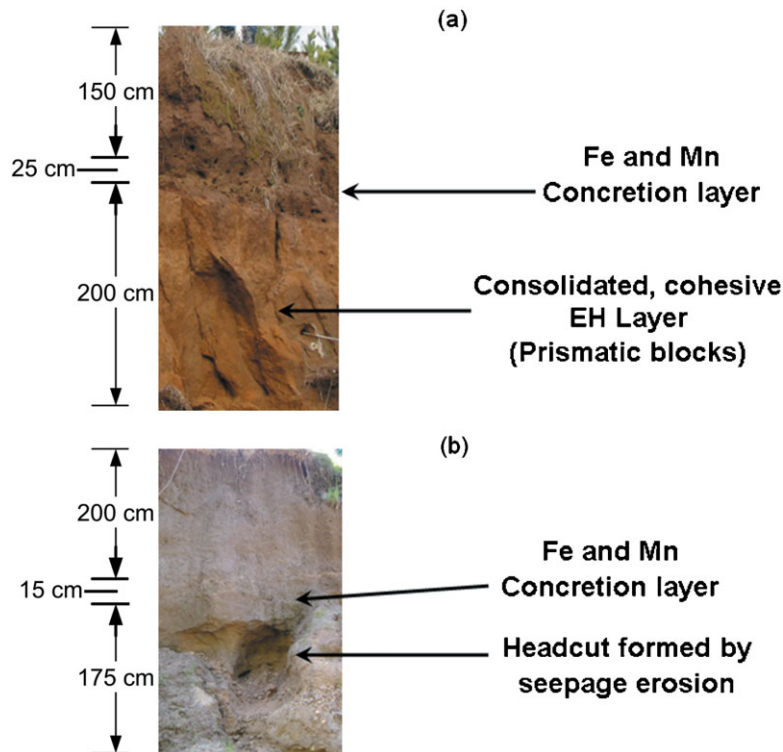 (a)
150 cm
25 cm
200 cm
Fe and Mn
Concretion layer
Consolidated, cohesive
EH Layer
(Prismatic blocks)
(b)
200 cm
15 cm
175 cm
Fe and Mn
Concretion layer
Headcut formed by
seepage erosion